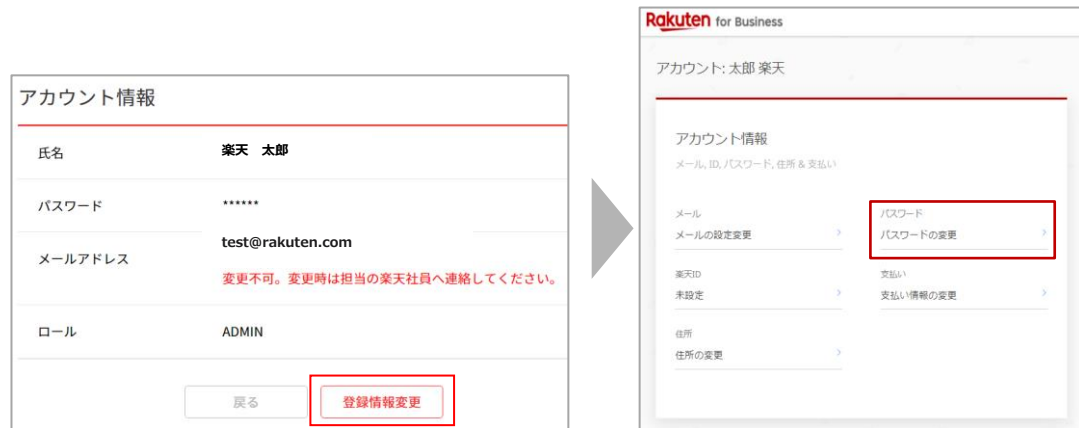 アカウント情報
氏名
楽天　太郎
パスワード
******
メールアドレス
test@rakuten.com
変更不可。変更時は担当の楽天社員へ連絡してください。
ロール
ADMIN
戻る
登録情報変更
Rakuten for Business
アカウント: 太郎 楽天
アカウント情報
メール, ID, パスワード, 住所 & 支払い
メール
メールの設定変更
パスワード
パスワードの変更
楽天ID
未設定
支払い
支払い情報の変更
住所
住所の変更